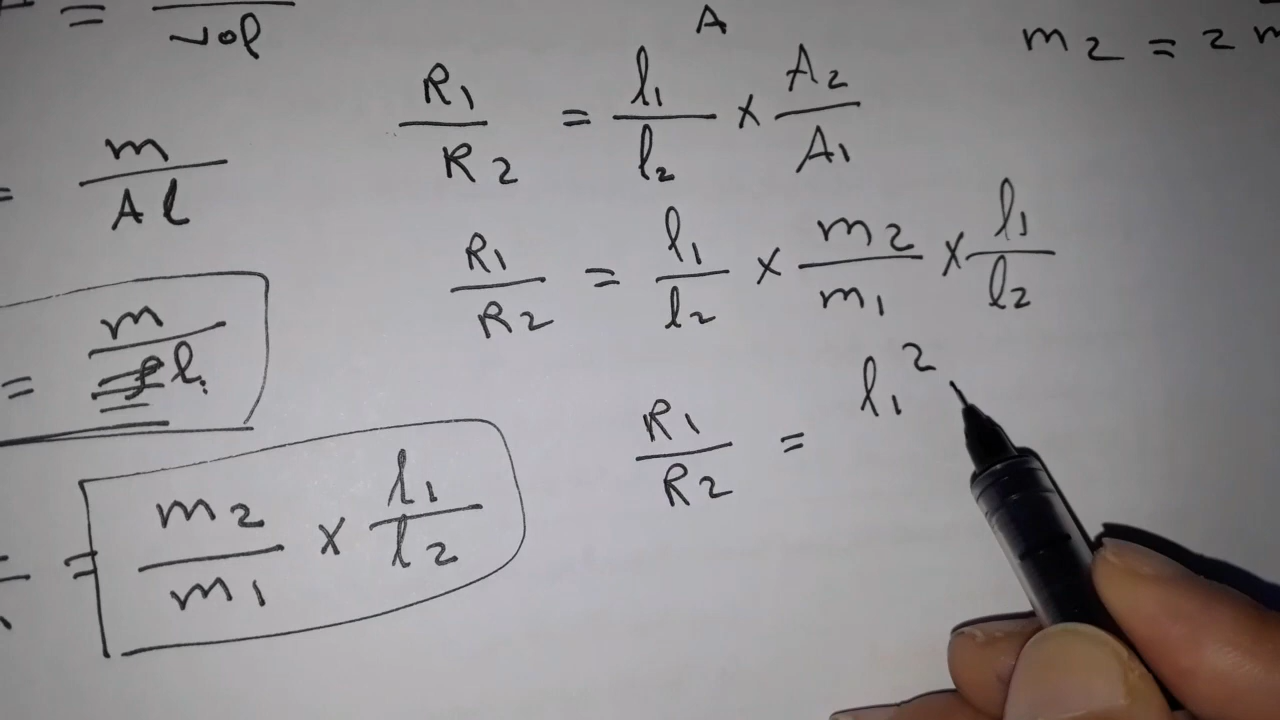 = / vol
A
m2 = 2 m
R1 / R2 = l1 / l2 × A2 / A1
= m / Al
R1 / R2 = l1 / l2 × m2 / m1 × l1 / l2
= m / l
R1 / R2 = l1²
= m2 / m1 × l1 / l2